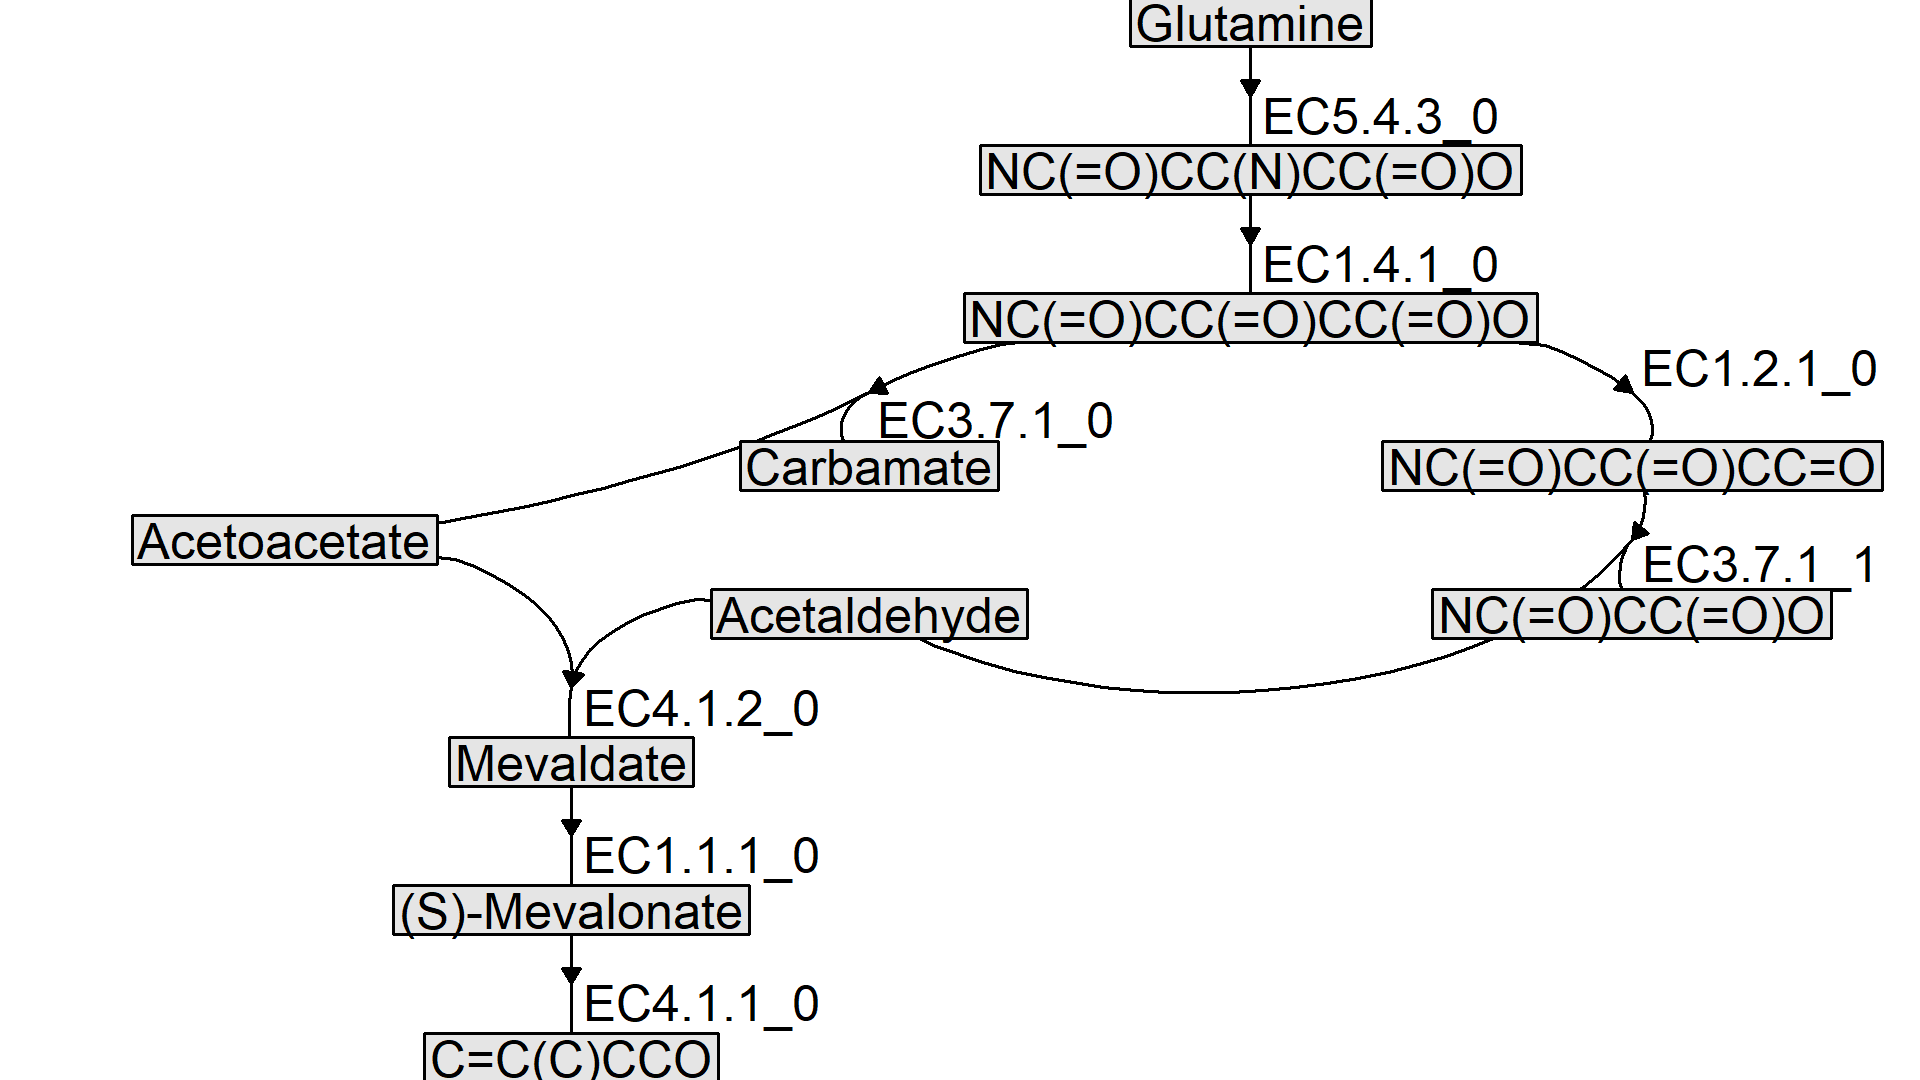 Glutamine
EC5.4.3_0
NC(=O)CC(N)CC(=O)O
EC1.4.1_0
NC(=O)CC(=O)CC(=O)O
EC1.2.1_0
EC3.7.1_0
Carbamate
NC(=O)CC(=O)CC=O
Acetoacetate
EC3.7.1_1
Acetaldehyde
NC(=O)CC(=O)O
EC4.1.2_0
Mevaldate
EC1.1.1_0
(S)-Mevalonate
EC4.1.1_0
C=C(C)CCO